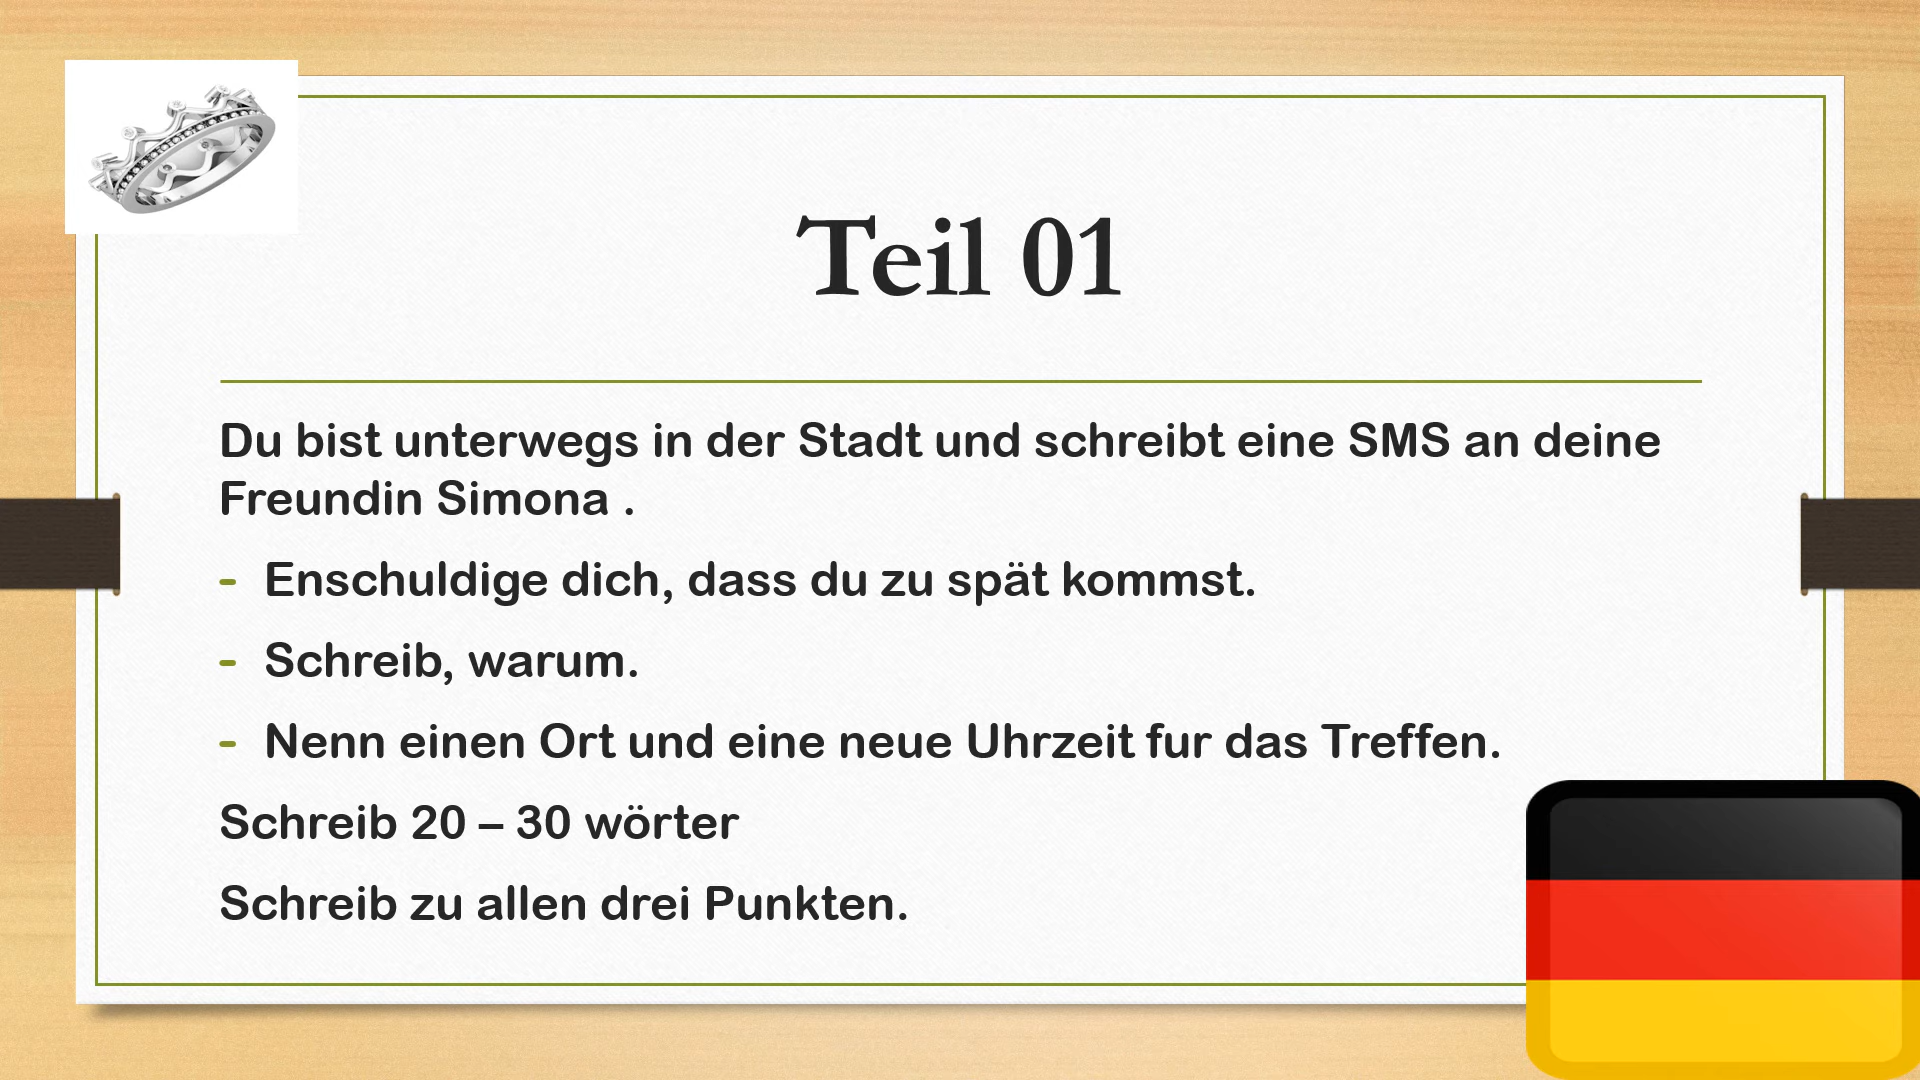 Teil 01
Du bist unterwegs in der Stadt und schreibt eine SMS an deine
Freundin Simona .
- Enschuldige dich, dass du zu spät kommst.
- Schreib, warum.
- Nenn einen Ort und eine neue Uhrzeit fur das Treffen.
Schreib 20 – 30 wörter
Schreib zu allen drei Punkten.